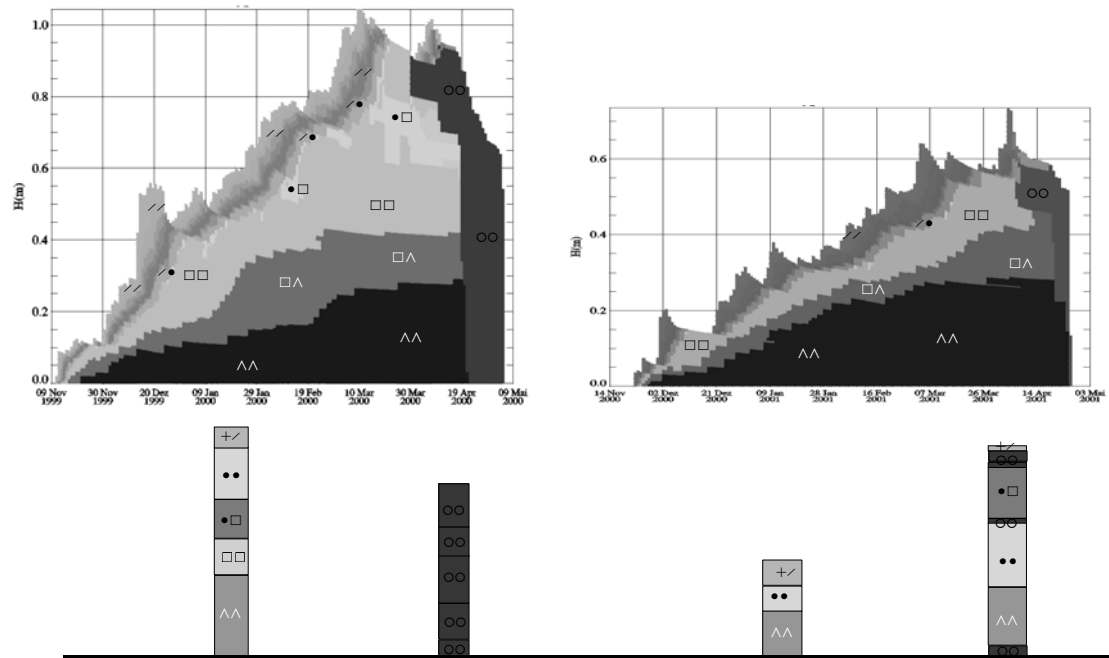 1.0
0.8
0.6
0.4
0.2
0.0
H(m)
09 Nov 1999
30 Nov 1999
20 Dez 1999
09 Jan 2000
29 Jan 2000
19 Feb 2000
10 Mar 2000
30 Mar 2000
19 Apr 2000
09 Mai 2000
0.6
0.4
0.2
0.0
H(m)
14 Nov 2000
02 Dez 2000
21 Dez 2000
09 Jan 2001
28 Jan 2001
16 Feb 2001
07 Mar 2001
26 Mar 2001
14 Apr 2001
03 Mai 2001